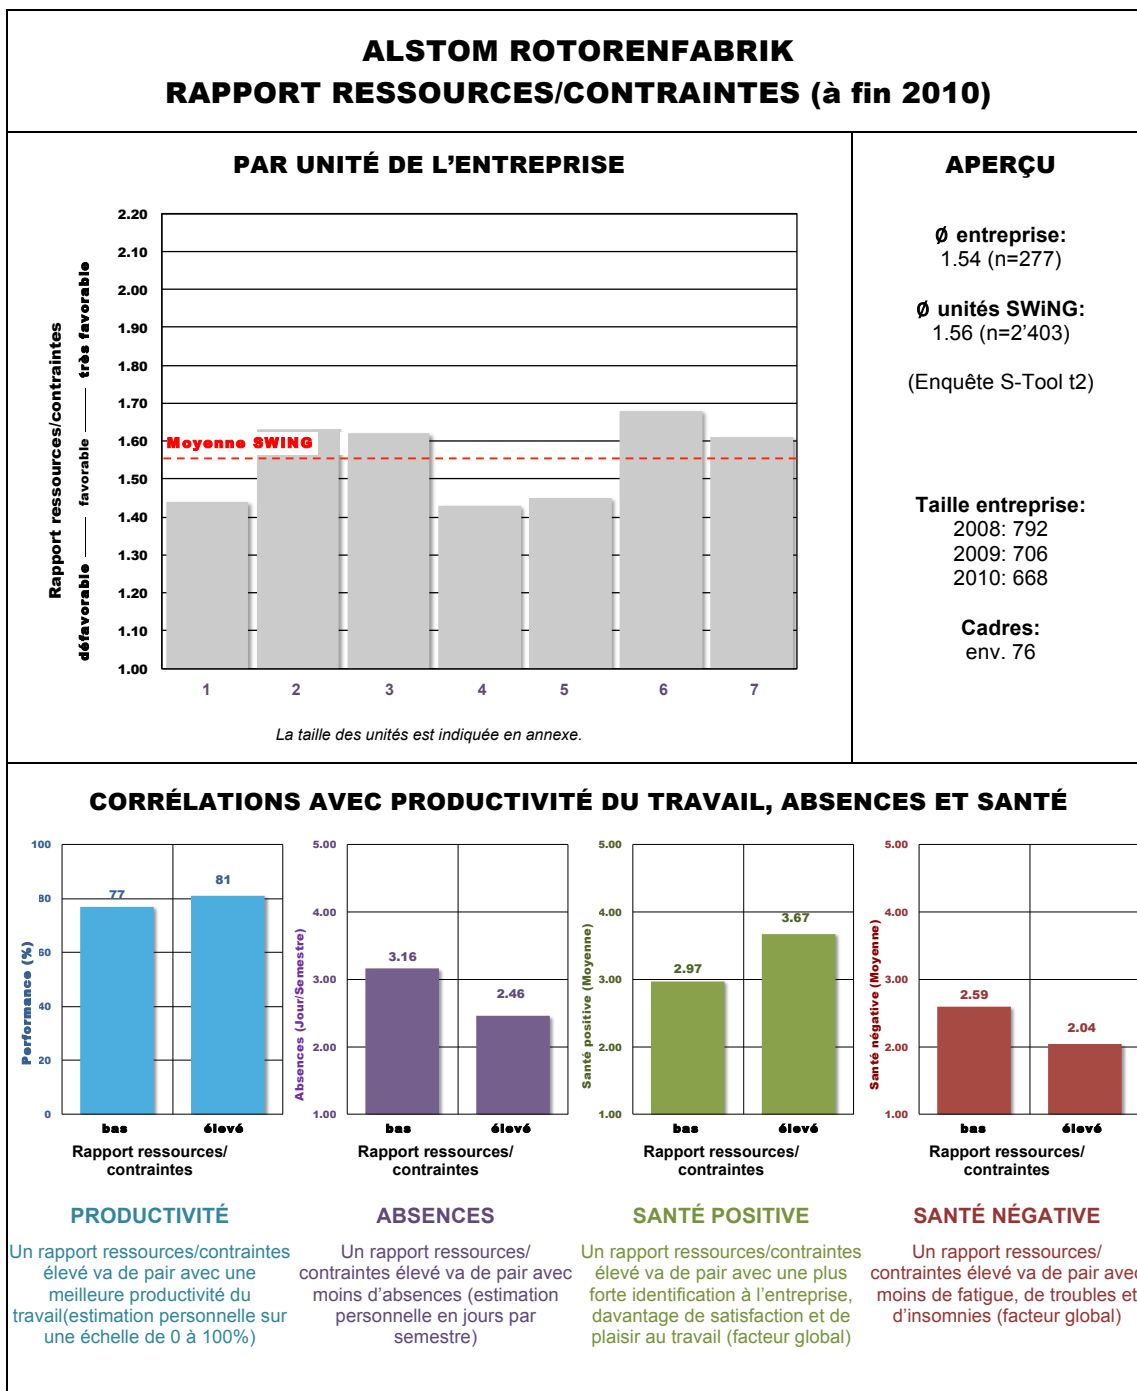 ALSTOM ROTORENFABRIK
RAPPORT RESSOURCES/CONTRAINTES (à fin 2010)
PAR UNITÉ DE L’ENTREPRISE
Rapport ressources/contraintes
défavorable —— favorable —— très favorable
2.20
2.10
2.00
1.90
1.80
1.70
1.60
1.50
1.40
1.30
1.20
1.10
1.00
Moyenne SWING
1 2 3 4 5 6 7
La taille des unités est indiquée en annexe.
APERÇU
Ø entreprise:
1.54 (n=277)
Ø unités SWiNG:
1.56 (n=2’403)
(Enquête S-Tool t2)
Taille entreprise:
2008: 792
2009: 706
2010: 668
Cadres:
env. 76
CORRÉLATIONS AVEC PRODUCTIVITÉ DU TRAVAIL, ABSENCES ET SANTÉ
Performance (%)
100
80
60
40
20
0
77
81
bas élevé
Rapport ressources/
contraintes
PRODUCTIVITÉ
Un rapport ressources/contraintes
élevé va de pair avec une
meilleure productivité du
travail(estimation personnelle sur
une échelle de 0 à 100%)
Absences (Jour/Semestre)
5.00
4.00
3.00
2.00
1.00
3.16
2.46
bas élevé
Rapport ressources/
contraintes
ABSENCES
Un rapport ressources/
contraintes élevé va de pair avec
moins d’absences (estimation
personnelle en jours par
semestre)
Santé positive (Moyenne)
5.00
4.00
3.00
2.00
1.00
2.97
3.67
bas élevé
Rapport ressources/
contraintes
SANTÉ POSITIVE
Un rapport ressources/contraintes
élevé va de pair avec une plus
forte identification à l’entreprise,
davantage de satisfaction et de
plaisir au travail (facteur global)
Santé négative (Moyenne)
5.00
4.00
3.00
2.00
1.00
2.59
2.04
bas élevé
Rapport ressources/
contraintes
SANTÉ NÉGATIVE
Un rapport ressources/
contraintes élevé va de pair avec
moins de fatigue, de troubles et
d’insomnies (facteur global)